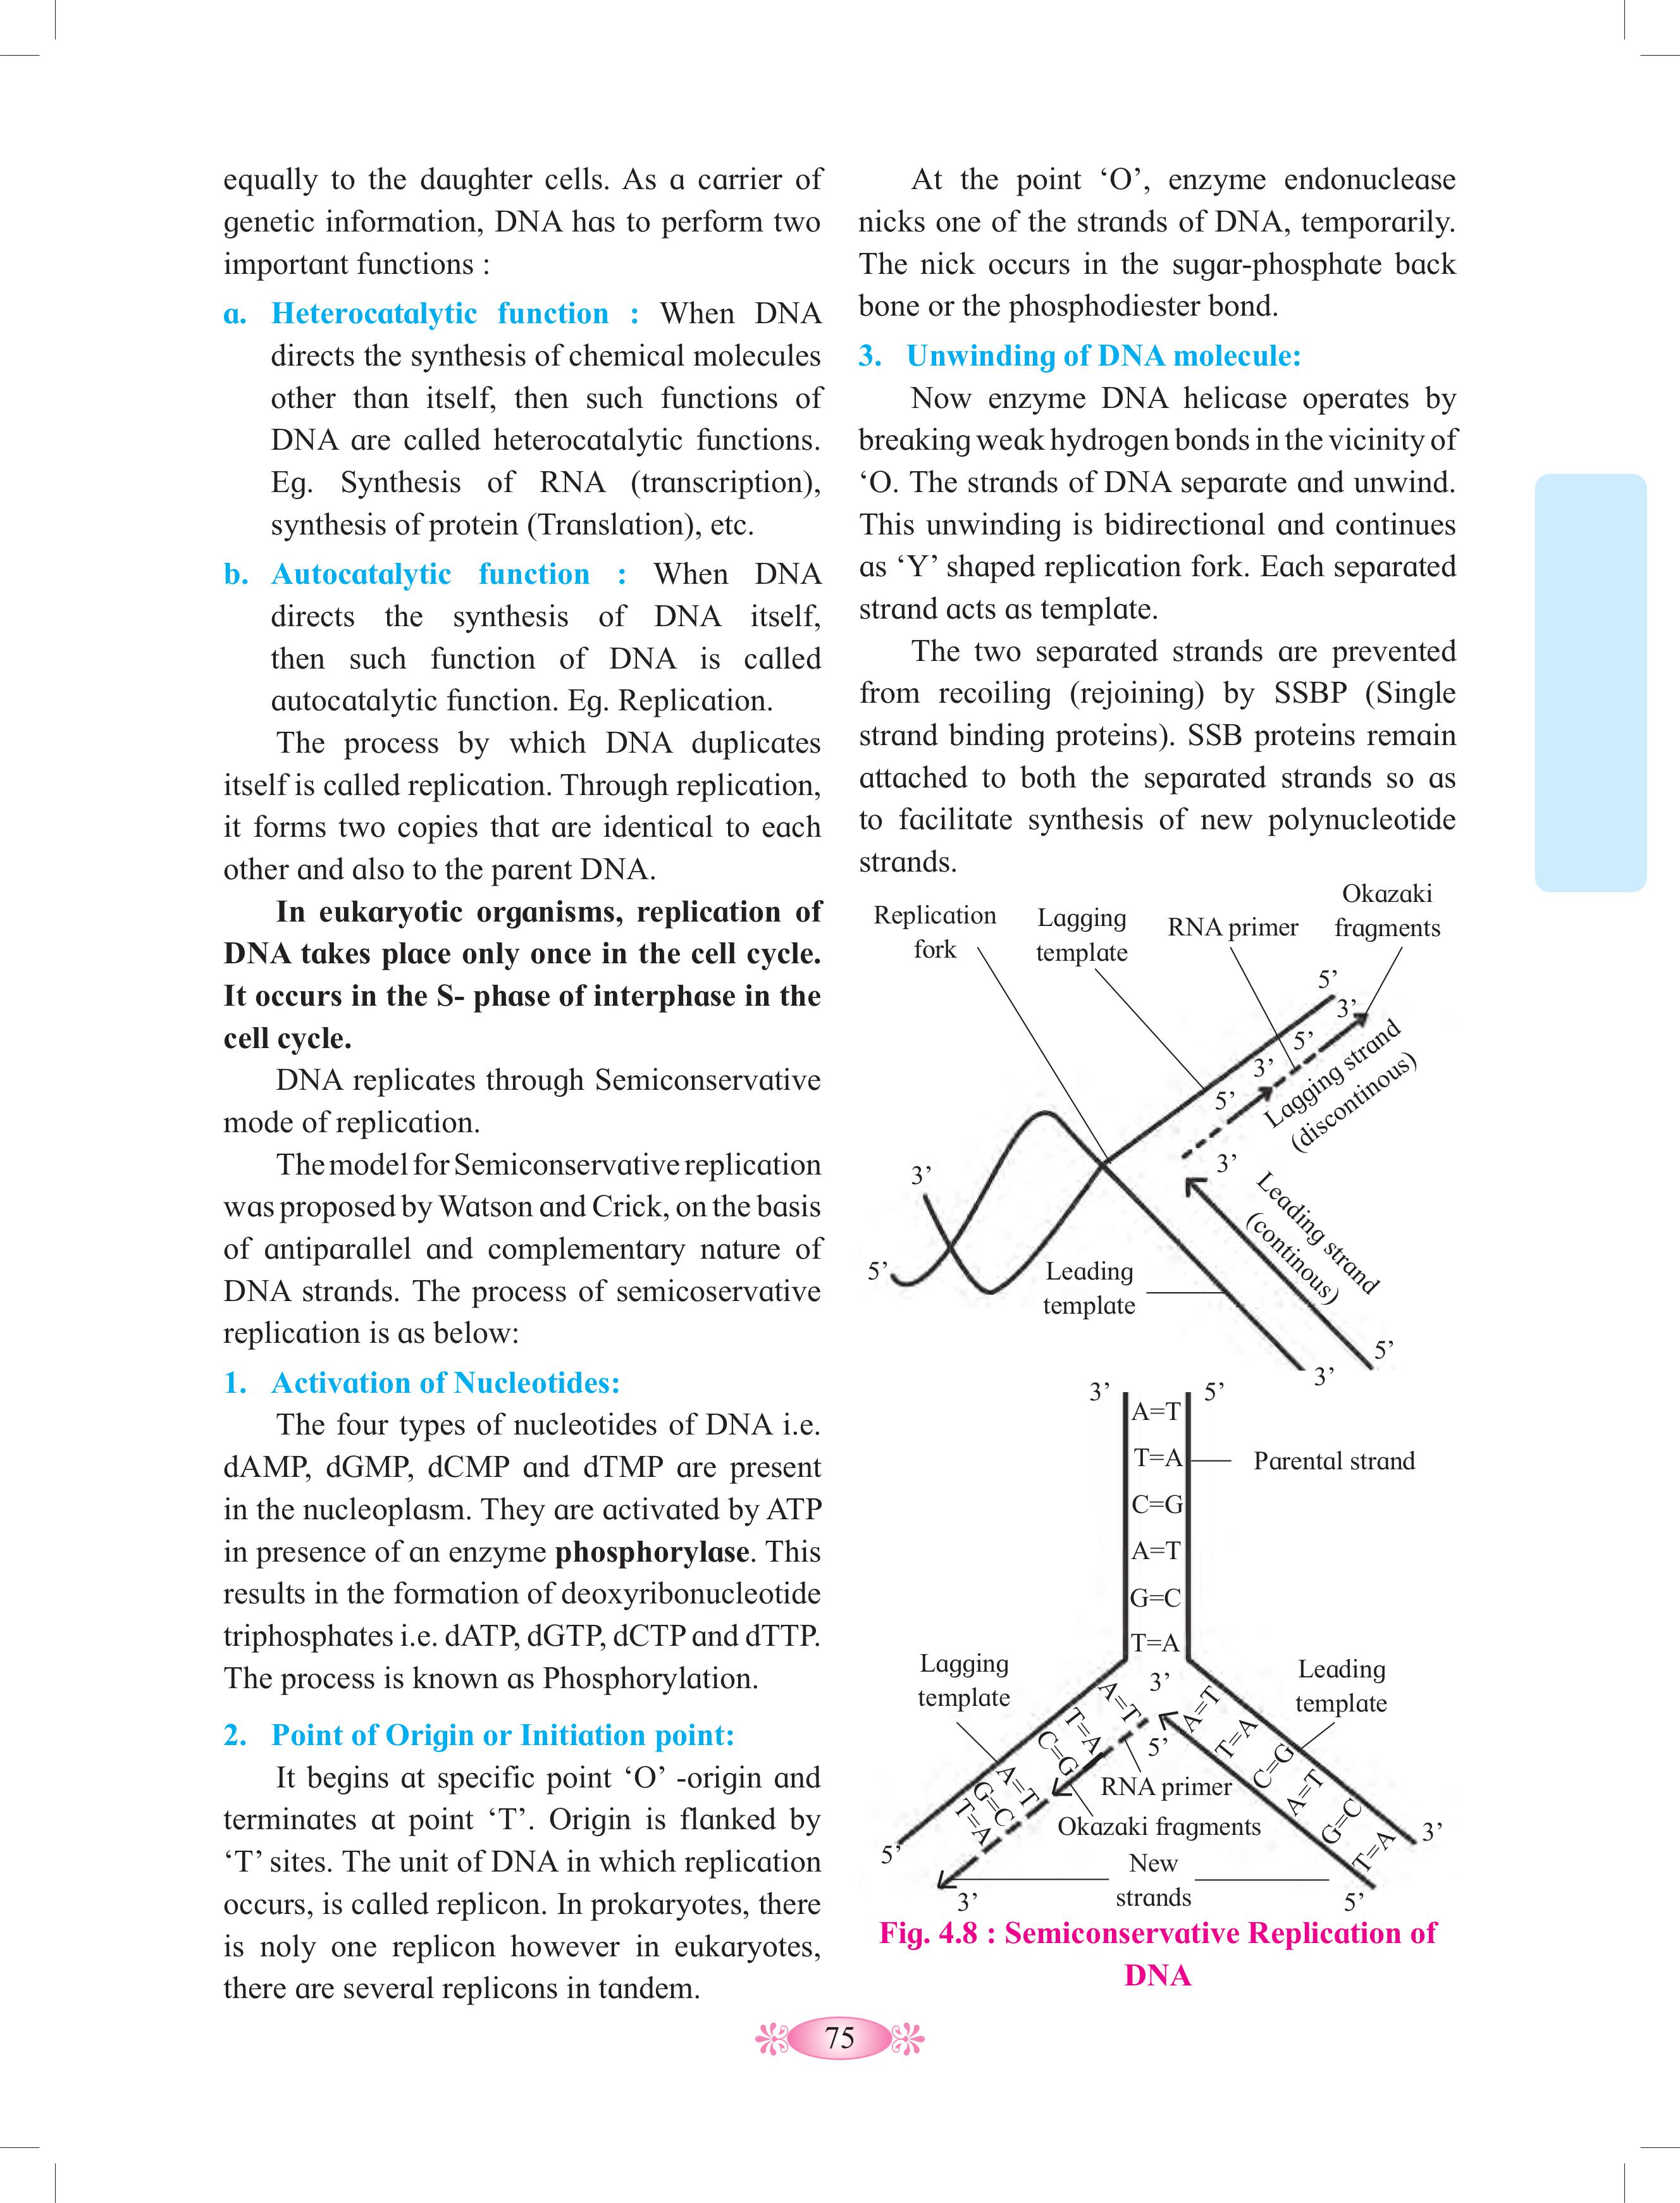 equally to the daughter cells. As a carrier of
genetic information, DNA has to perform two
important functions :
a. Heterocatalytic function : When DNA
directs the synthesis of chemical molecules
other than itself, then such functions of
DNA are called heterocatalytic functions.
Eg. Synthesis of RNA (transcription),
synthesis of protein (Translation), etc.
b. Autocatalytic function : When DNA
directs the synthesis of DNA itself,
then such function of DNA is called
autocatalytic function. Eg. Replication.
The process by which DNA duplicates
itself is called replication. Through replication,
it forms two copies that are identical to each
other and also to the parent DNA.
In eukaryotic organisms, replication of
DNA takes place only once in the cell cycle.
It occurs in the S- phase of interphase in the
cell cycle.
DNA replicates through Semiconservative
mode of replication.
The model for Semiconservative replication
was proposed by Watson and Crick, on the basis
of antiparallel and complementary nature of
DNA strands. The process of semicoservative
replication is as below:
1. Activation of Nucleotides:
The four types of nucleotides of DNA i.e.
dAMP, dGMP, dCMP and dTMP are present
in the nucleoplasm. They are activated by ATP
in presence of an enzyme phosphorylase. This
results in the formation of deoxyribonucleotide
triphosphates i.e. dATP, dGTP, dCTP and dTTP.
The process is known as Phosphorylation.
2. Point of Origin or Initiation point:
It begins at specific point ‘O’ -origin and
terminates at point ‘T’. Origin is flanked by
‘T’ sites. The unit of DNA in which replication
occurs, is called replicon. In prokaryotes, there
is noly one replicon however in eukaryotes,
there are several replicons in tandem.
At the point ‘O’, enzyme endonuclease
nicks one of the strands of DNA, temporarily.
The nick occurs in the sugar-phosphate back
bone or the phosphodiester bond.
3. Unwinding of DNA molecule:
Now enzyme DNA helicase operates by
breaking weak hydrogen bonds in the vicinity of
‘O. The strands of DNA separate and unwind.
This unwinding is bidirectional and continues
as ‘Y’ shaped replication fork. Each separated
strand acts as template.
The two separated strands are prevented
from recoiling (rejoining) by SSBP (Single
strand binding proteins). SSB proteins remain
attached to both the separated strands so as
to facilitate synthesis of new polynucleotide
strands.
Replication
fork
Lagging
template
RNA primer
Okazaki
fragments
5’
3’
5’
3’
5’
Lagging strand
(discontinous)
3’
3’
Leading strand
(continous)
5’
Leading
template
5’
3’
3’
5’
A=T
T=A
Parental strand
C=G
A=T
G=C
T=A
Lagging
template
3’
Leading
template
A=T
T=A
C=G
A=T
G=C
T=A
A=T
T=A
C=G
A=T
G=C
T=A
5’
RNA primer
Okazaki fragments
5’
3’
New
strands
3’
5’
Fig. 4.8 : Semiconservative Replication of
DNA
75